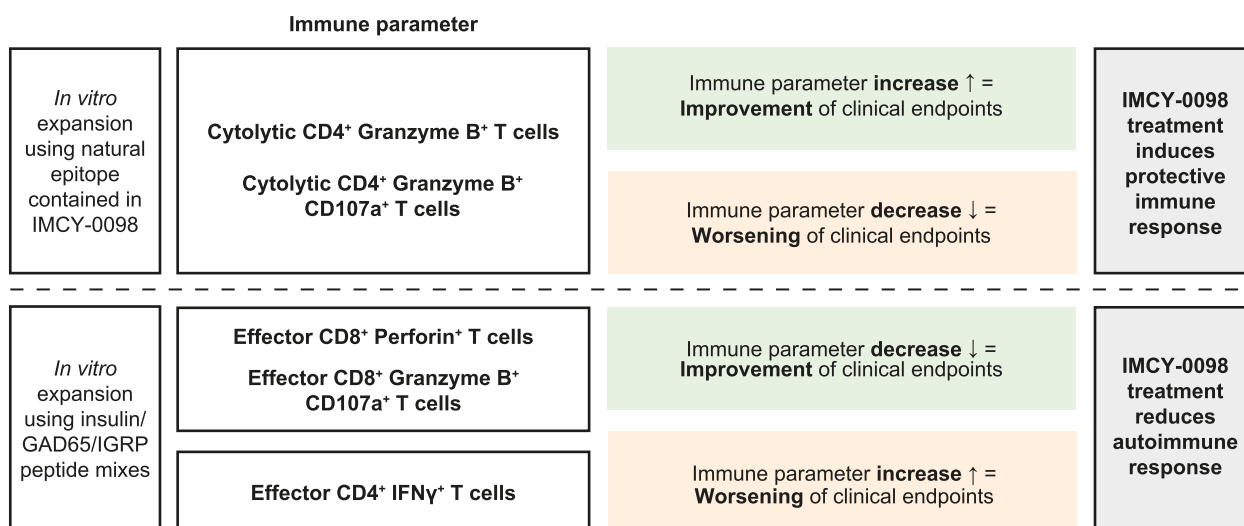 Immune parameter
In vitro
expansion
using natural
epitope
contained in
IMCY-0098
Cytolytic CD4⁺ Granzyme B⁺ T cells
Cytolytic CD4⁺ Granzyme B⁺
CD107a⁺ T cells
Immune parameter increase ↑ =
Improvement of clinical endpoints
Immune parameter decrease ↓ =
Worsening of clinical endpoints
IMCY-0098
treatment
induces
protective
immune
response
In vitro
expansion
using insulin/
GAD65/IGRP
peptide mixes
Effector CD8⁺ Perforin⁺ T cells
Effector CD8⁺ Granzyme B⁺
CD107a⁺ T cells
Effector CD4⁺ IFNγ⁺ T cells
Immune parameter decrease ↓ =
Improvement of clinical endpoints
Immune parameter increase ↑ =
Worsening of clinical endpoints
IMCY-0098
treatment
reduces
autoimmune
response